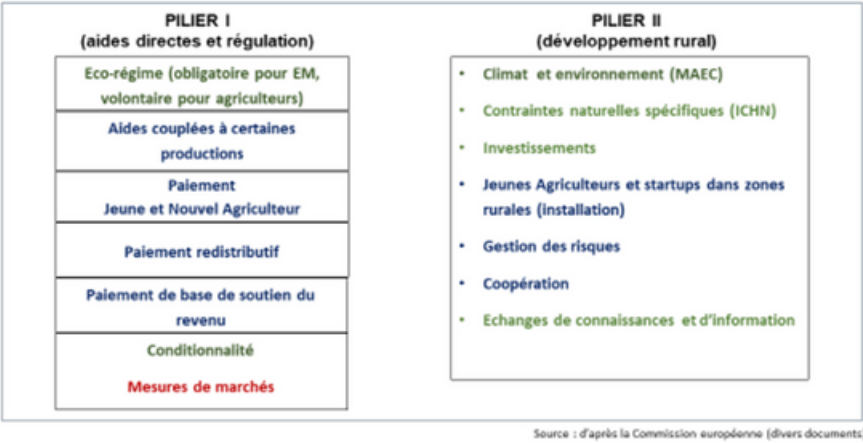 PILIER I
(aides directes et régulation)
Eco-régime (obligatoire pour EM,
volontaire pour agriculteurs)
Aides couplées à certaines
productions
Paiement
Jeune et Nouvel Agriculteur
Paiement redistributif
Paiement de base de soutien du
revenu
Conditionnalité
Mesures de marchés
PILIER II
(développement rural)
• Climat et environnement (MAEC)
• Contraintes naturelles spécifiques (ICHN)
• Investissements
• Jeunes Agriculteurs et startups dans zones
rurales (installation)
• Gestion des risques
• Coopération
• Echanges de connaissances et d'information
Source : d'après la Commission européenne (divers documents